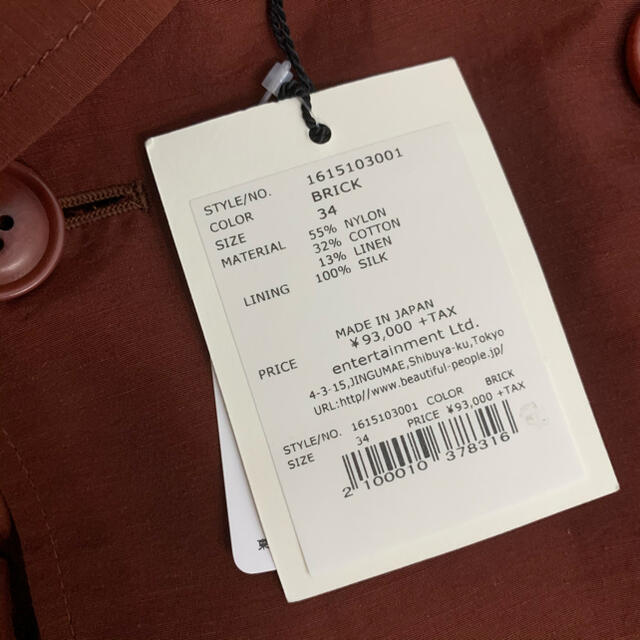 STYLE/NO. 1615103001
COLOR BRICK
SIZE 34
MATERIAL 55% NYLON
32% COTTON
13% LINEN
LINING 100% SILK
MADE IN JAPAN
PRICE ¥93,000 +TAX
entertainment Ltd.
4-3-15,JINGUMAE,Shibuya-ku,Tokyo
URL:http//www.beautiful-people.jp/
STYLE/NO. 1615103001 COLOR BRICK
SIZE 34 PRICE ¥93,000 +TAX
2 100010 378316
東